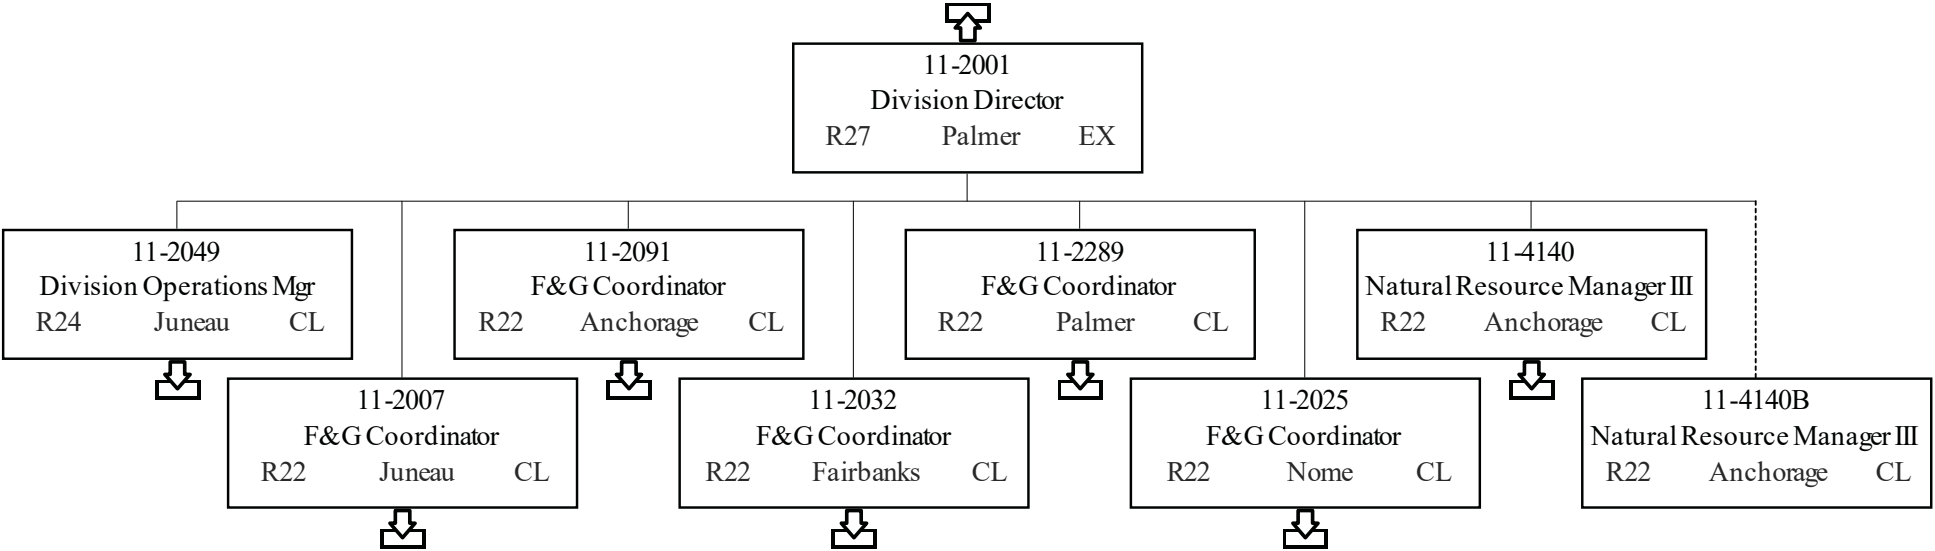 11-2001
Division Director
R27 Palmer EX
11-2049
Division Operations Mgr
R24 Juneau CL
11-2091
F&G Coordinator
R22 Anchorage CL
11-2289
F&G Coordinator
R22 Palmer CL
11-4140
Natural Resource Manager III
R22 Anchorage CL
11-2007
F&G Coordinator
R22 Juneau CL
11-2032
F&G Coordinator
R22 Fairbanks CL
11-2025
F&G Coordinator
R22 Nome CL
11-4140B
Natural Resource Manager III
R22 Anchorage CL